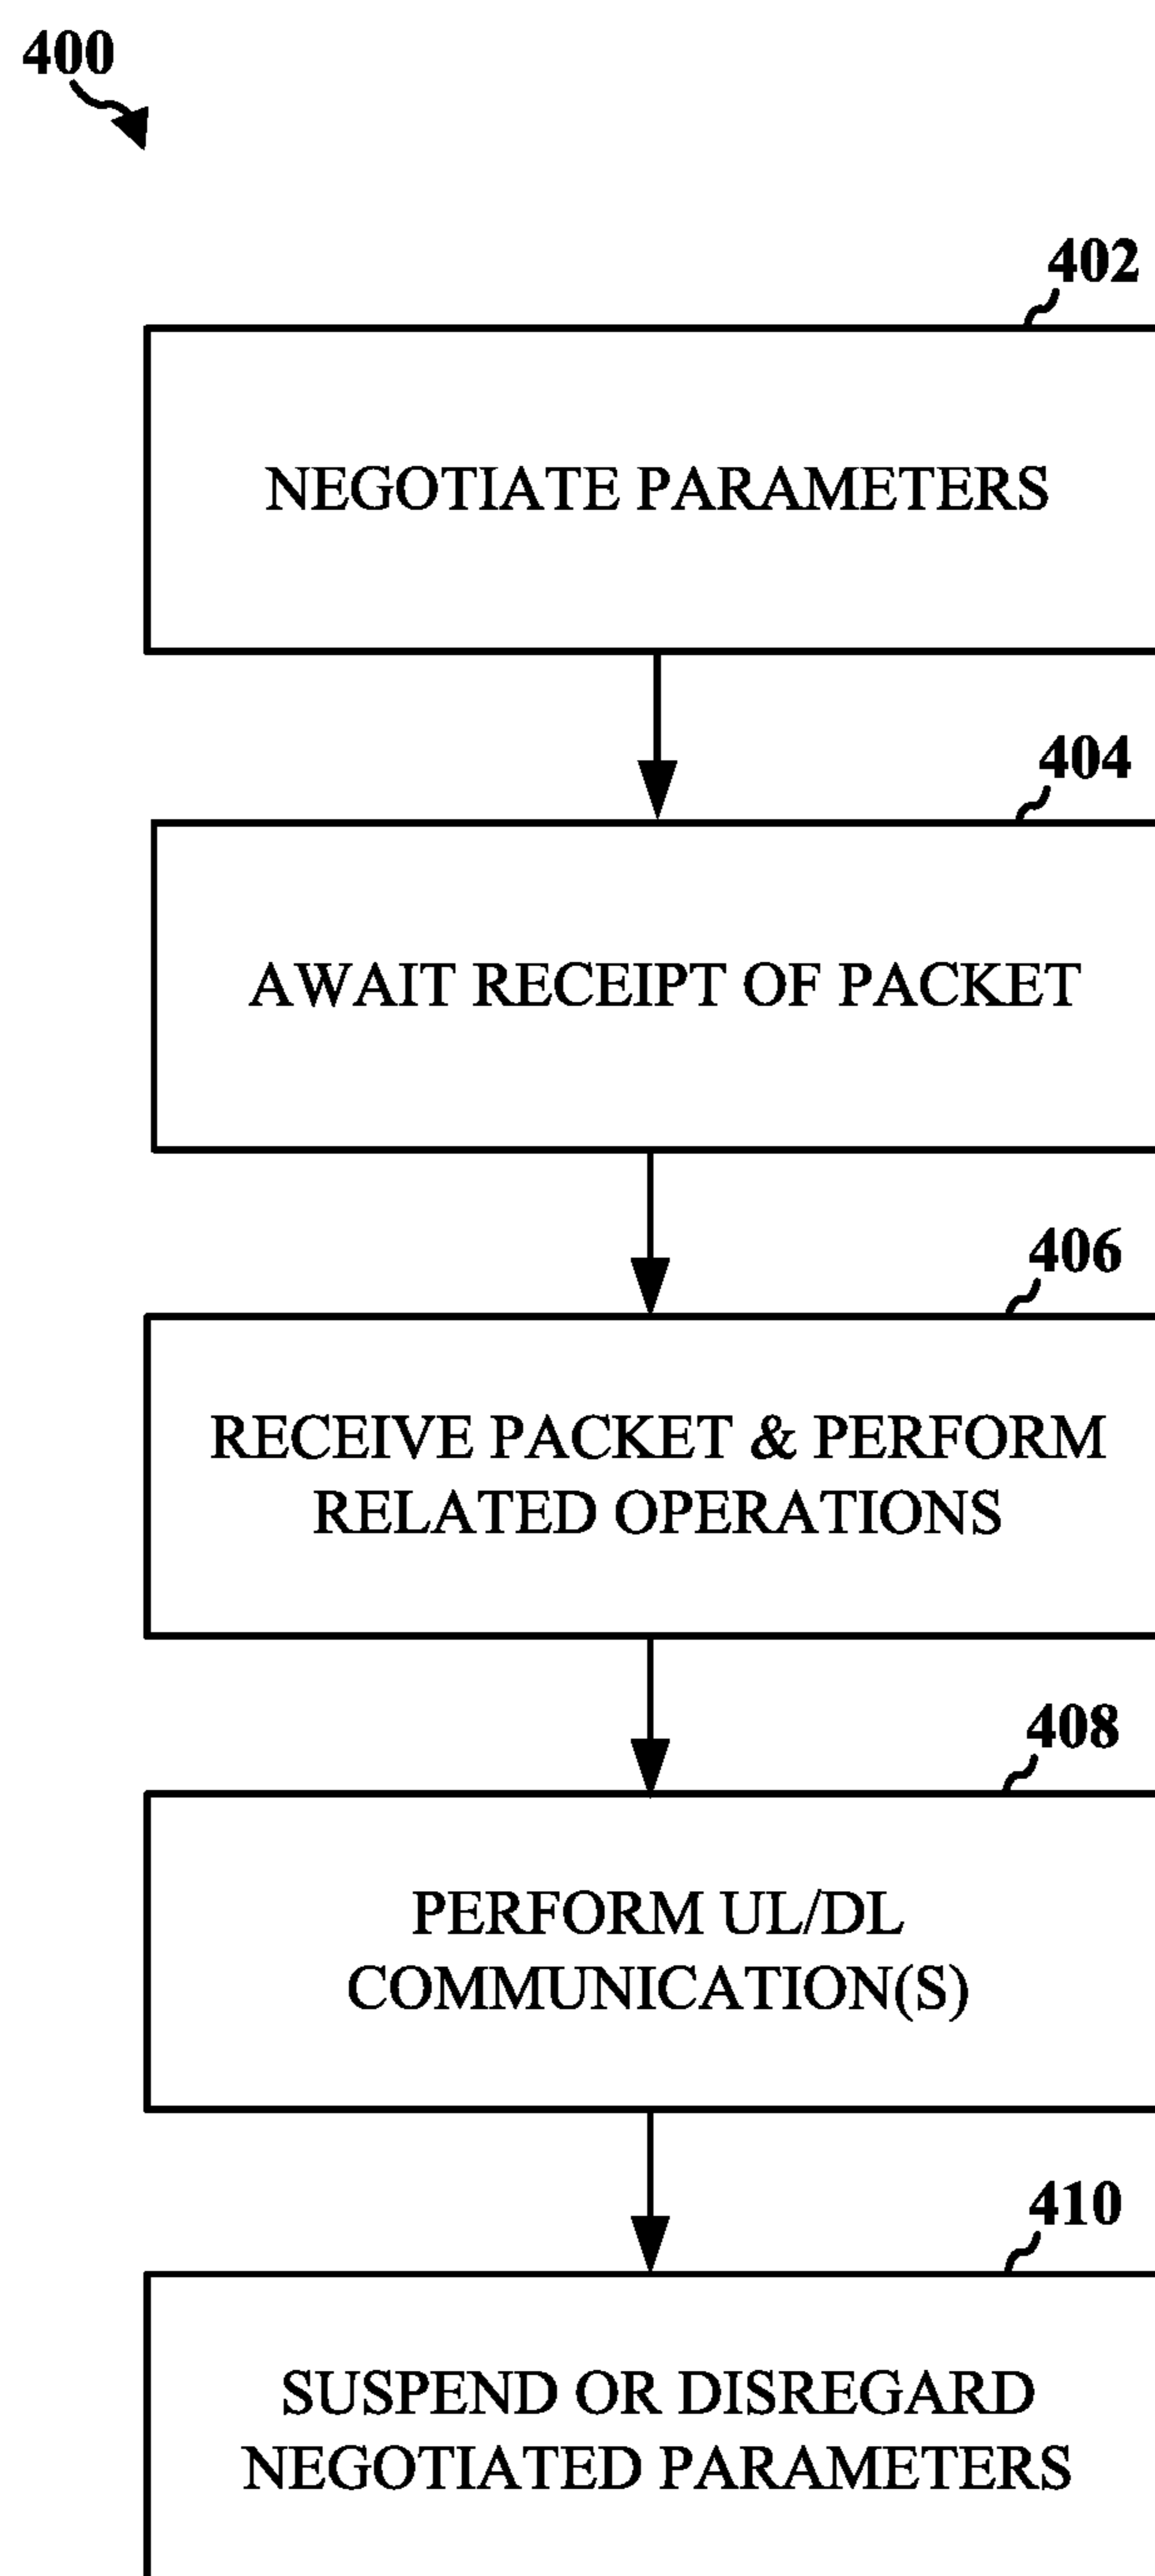 400
402
NEGOTIATE PARAMETERS
404
AWAIT RECEIPT OF PACKET
406
RECEIVE PACKET & PERFORM
RELATED OPERATIONS
408
PERFORM UL/DL
COMMUNICATION(S)
410
SUSPEND OR DISREGARD
NEGOTIATED PARAMETERS